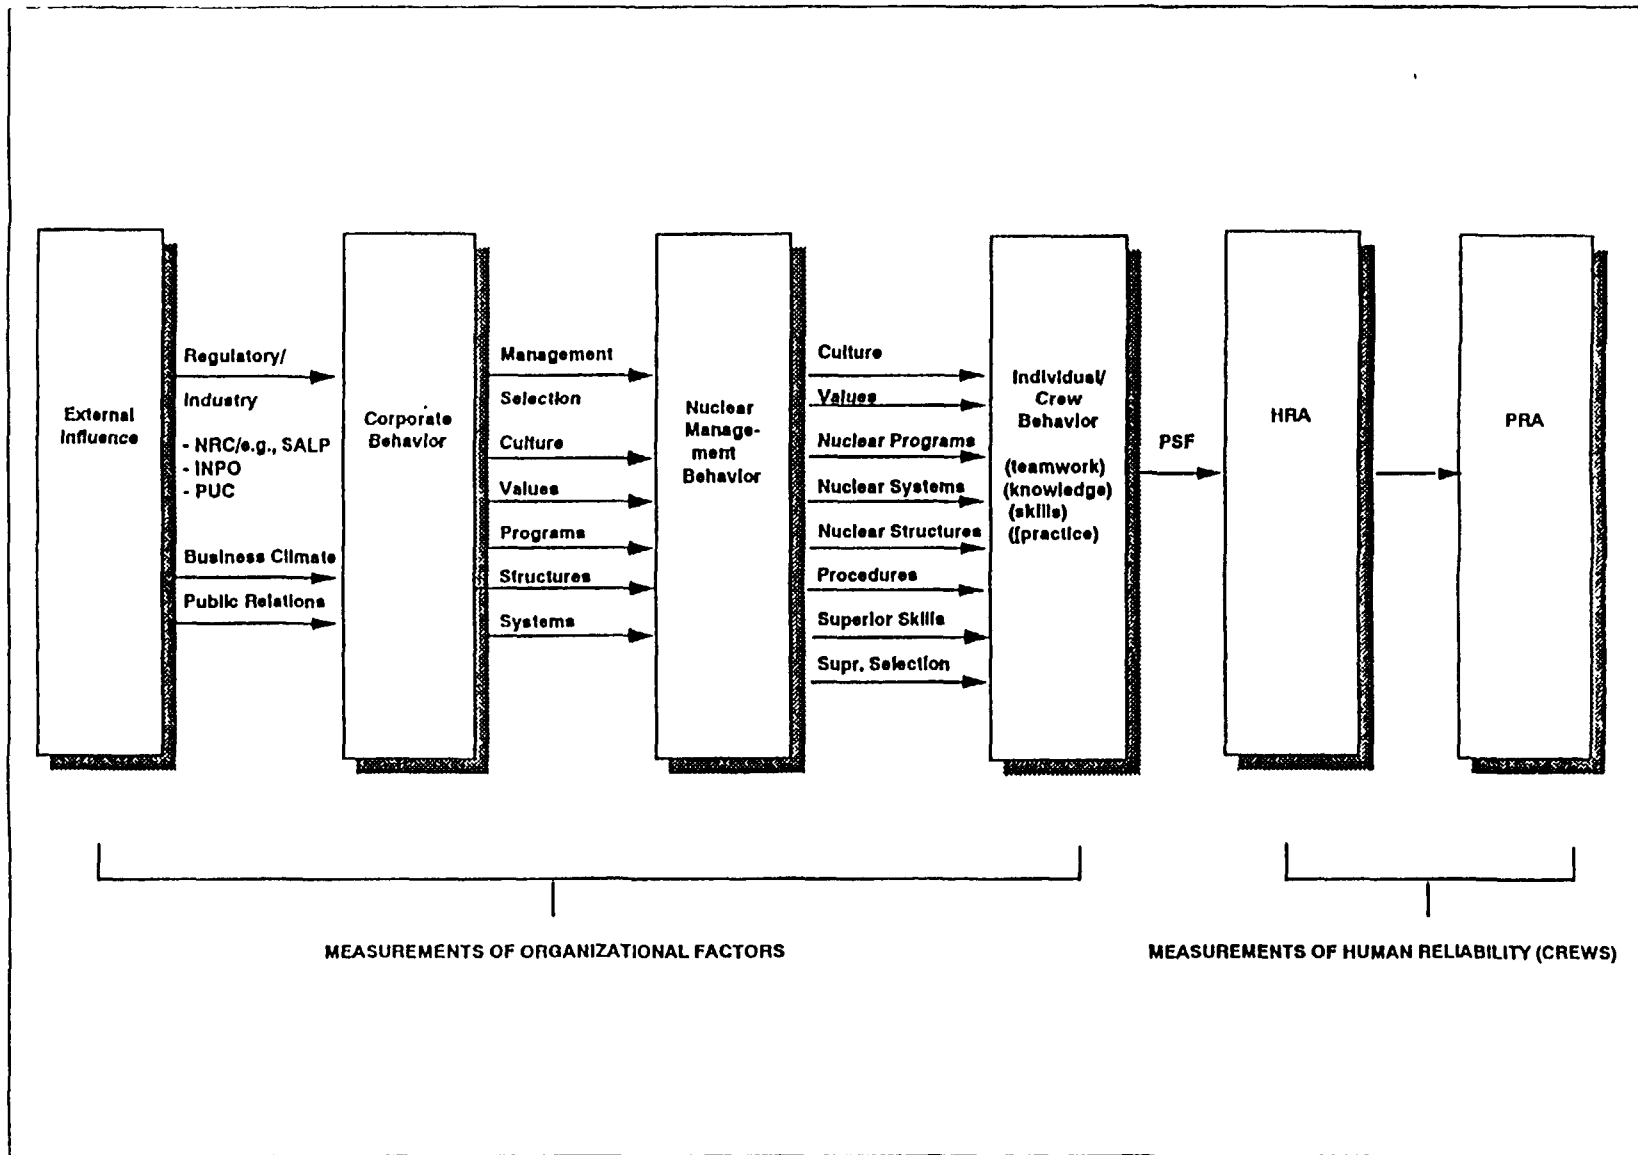 External
Influence
Regulatory/
Industry
- NRC/e.g., SALP
- INPO
- PUC
Business Climate
Public Relations
Corporate
Behavior
Management
Selection
Culture
Values
Programs
Structures
Systems
Nuclear
Manage-
ment
Behavior
Culture
Values
Nuclear Programs
Nuclear Systems
Nuclear Structures
Procedures
Superior Skills
Supr. Selection
Individual/
Crew
Behavior
(teamwork)
(knowledge)
(skills)
([practice)
PSF
HRA
PRA
MEASUREMENTS OF ORGANIZATIONAL FACTORS
MEASUREMENTS OF HUMAN RELIABILITY (CREWS)